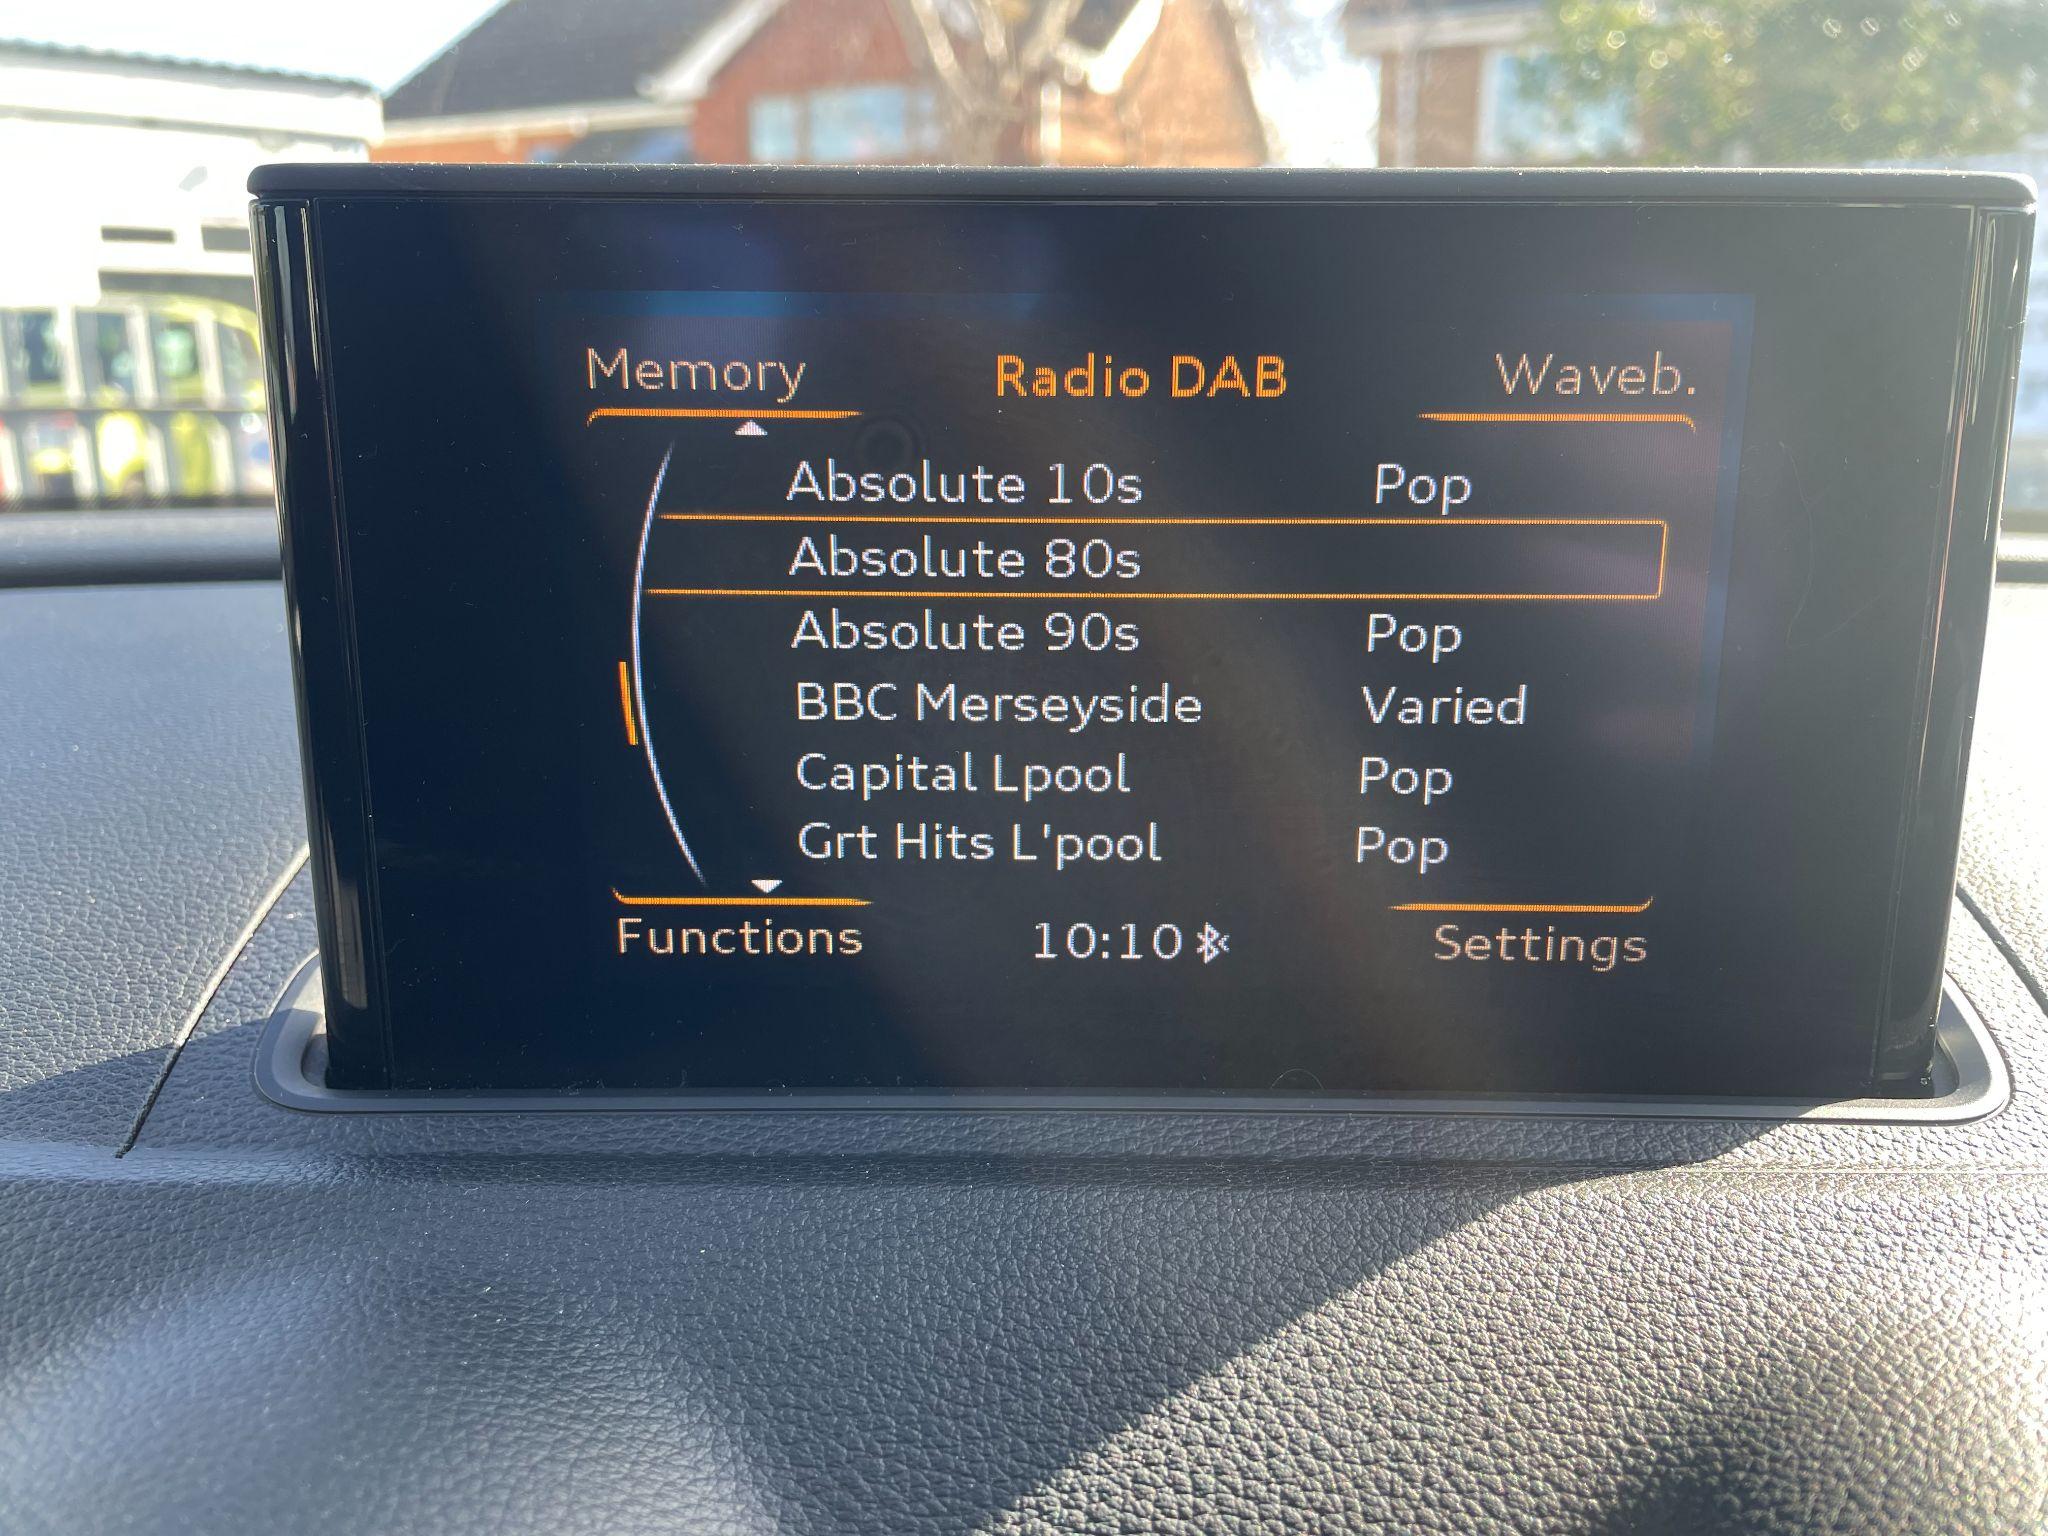 Memory Radio DAB Waveb.
Absolute 10s Pop
Absolute 80s
Absolute 90s Pop
BBC Merseyside Varied
Capital Lpool Pop
Grt Hits L'pool Pop
Functions 10:10 Settings